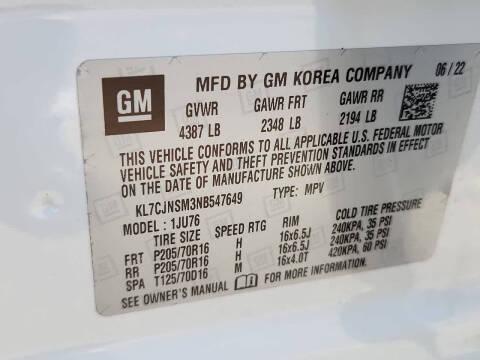 GM
MFD BY GM KOREA COMPANY 06 / 22
GVWR GAWR FRT GAWR RR
4387 LB 2348 LB 2194 LB
THIS VEHICLE CONFORMS TO ALL APPLICABLE U.S. FEDERAL MOTOR
VEHICLE SAFETY AND THEFT PREVENTION STANDARDS IN EFFECT
ON THE DATE OF MANUFACTURE SHOWN ABOVE.
KL7CJNSM3NB547649 TYPE: MPV
MODEL: 1JU76
TIRE SIZE SPEED RTG RIM COLD TIRE PRESSURE
FRT P205/70R16 H 16x6.5J 240KPA, 35 PSI
RR P205/70R16 H 16x6.5J 240KPA, 35 PSI
SPA T125/70D16 M 16x4.0T 420KPA, 60 PSI
SEE OWNER'S MANUAL FOR MORE INFORMATION.